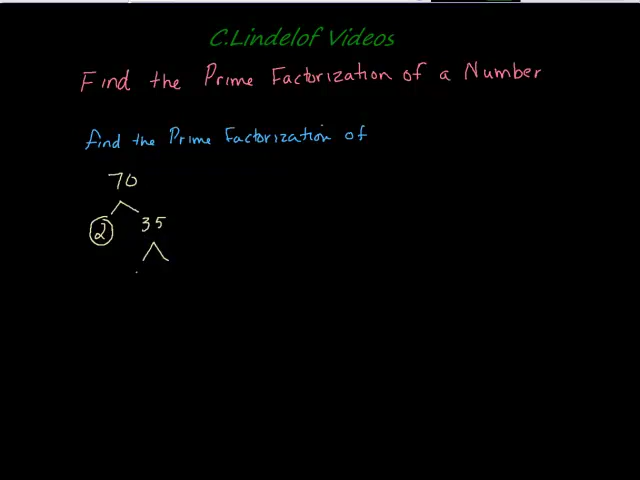 C.Lindelof Videos
Find the Prime Factorization of a Number
find the Prime Factorization of
70
2 35